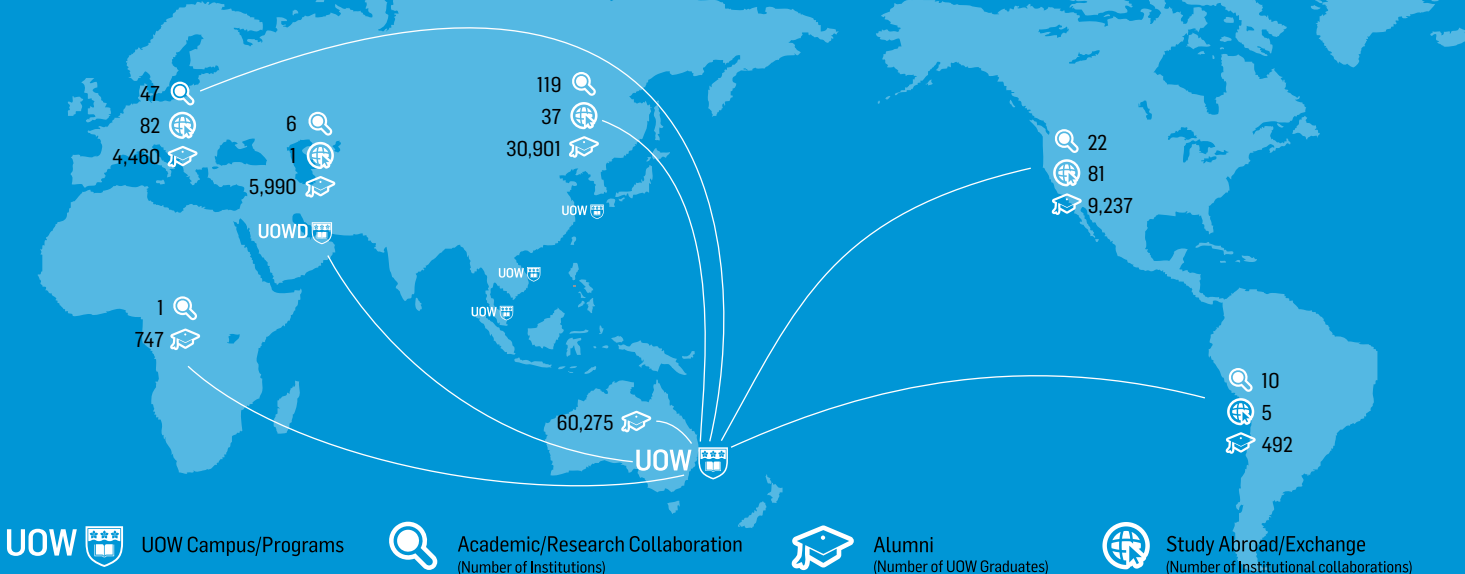 47
82
4,460
6
1
5,990
UOWD
119
37
30,901
UOW
UOW
UOW
22
81
9,237
1
747
60,275
UOW
10
5
492
UOW UOW Campus/Programs
Academic/Research Collaboration
(Number of Institutions)
Alumni
(Number of UOW Graduates)
Study Abroad/Exchange
(Number of Institutional collaborations)